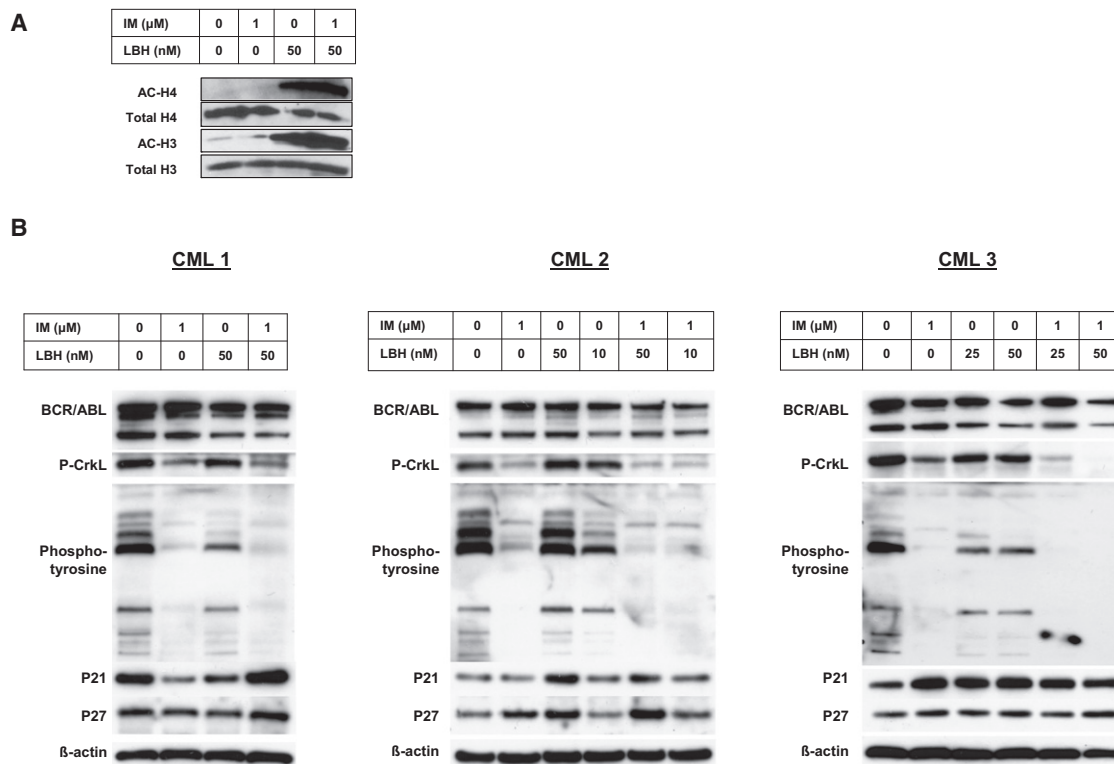 A
IM (µM) 0 1 0 1
LBH (nM) 0 0 50 50
AC-H4
Total H4
AC-H3
Total H3
B
CML 1
IM (µM) 0 1 0 1
LBH (nM) 0 0 50 50
BCR/ABL
P-CrkL
Phospho-
tyrosine
P21
P27
ß-actin
CML 2
IM (µM) 0 1 0 0 1 1
LBH (nM) 0 0 50 10 50 10
BCR/ABL
P-CrkL
Phospho-
tyrosine
P21
P27
ß-actin
CML 3
IM (µM) 0 1 0 0 1 1
LBH (nM) 0 0 25 50 25 50
BCR/ABL
P-CrkL
Phospho-
tyrosine
P21
P27
ß-actin